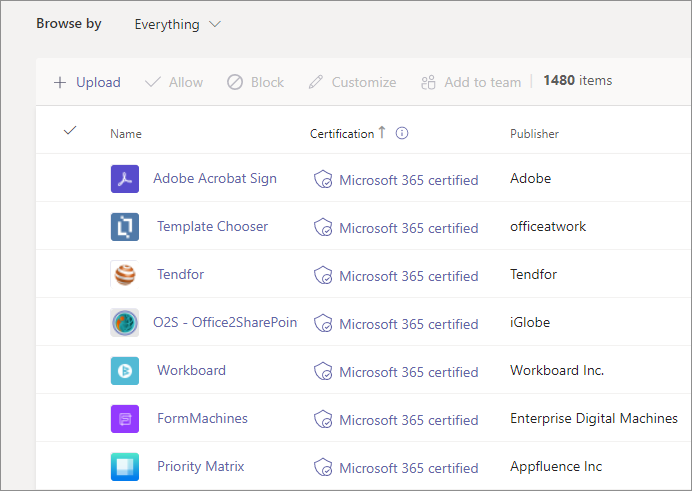 Browse by Everything
Upload Allow Block Customize Add to team 1480 items
Name Certification Publisher
Adobe Acrobat Sign Microsoft 365 certified Adobe
Template Chooser Microsoft 365 certified officeatwork
Tendfor Microsoft 365 certified Tendfor
O2S - Office2SharePoin Microsoft 365 certified iGlobe
Workboard Microsoft 365 certified Workboard Inc.
FormMachines Microsoft 365 certified Enterprise Digital Machines
Priority Matrix Microsoft 365 certified Appfluence Inc